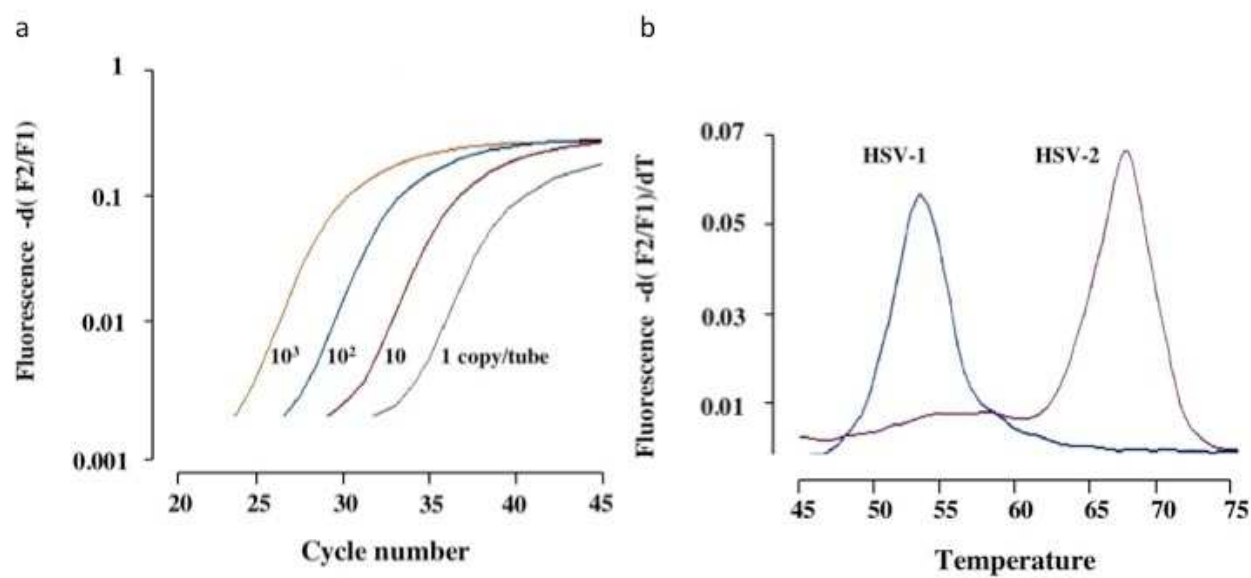 a
Fluorescence -d( F2/F1)
1
0.1
0.01
0.001
10³
10²
10
1 copy/tube
20 25 30 35 40 45
Cycle number
b
Fluorescence -d( F2/F1)/dT
0.07
0.05
0.03
0.01
HSV-1
HSV-2
45 50 55 60 65 70 75
Temperature